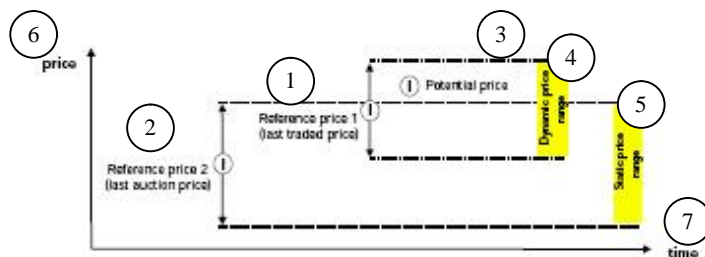 6
price
3
4
1
Potential price
Dynamic price
range
5
2
Reference price 1
(last traded price)
Reference price 2
(last auction price)
Static price
range
7
time